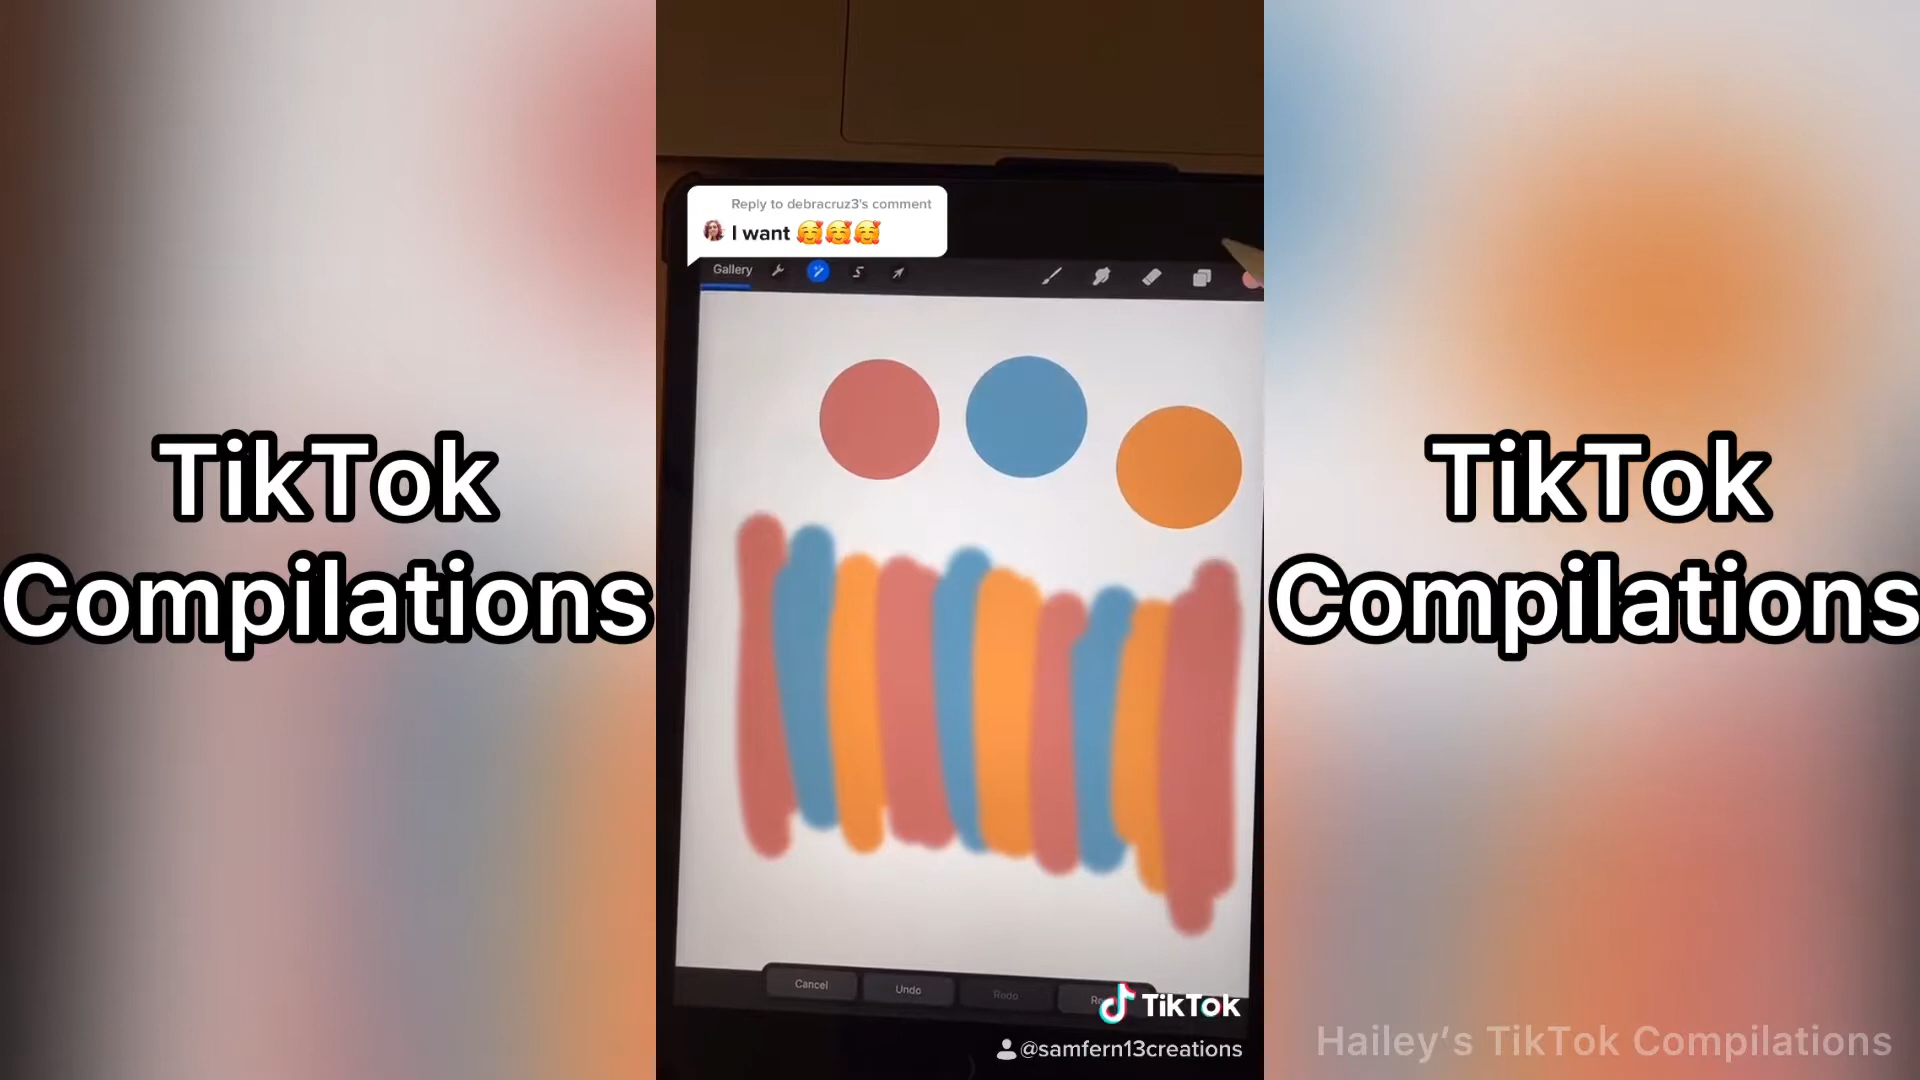 TikTok
Compilations
Reply to debracruz3's comment
I want 🥰🥰🥰
Gallery
Cancel
Undo
Redo
TikTok
@samfern13creations
TikTok
Compilations
Hailey's TikTok Compilations